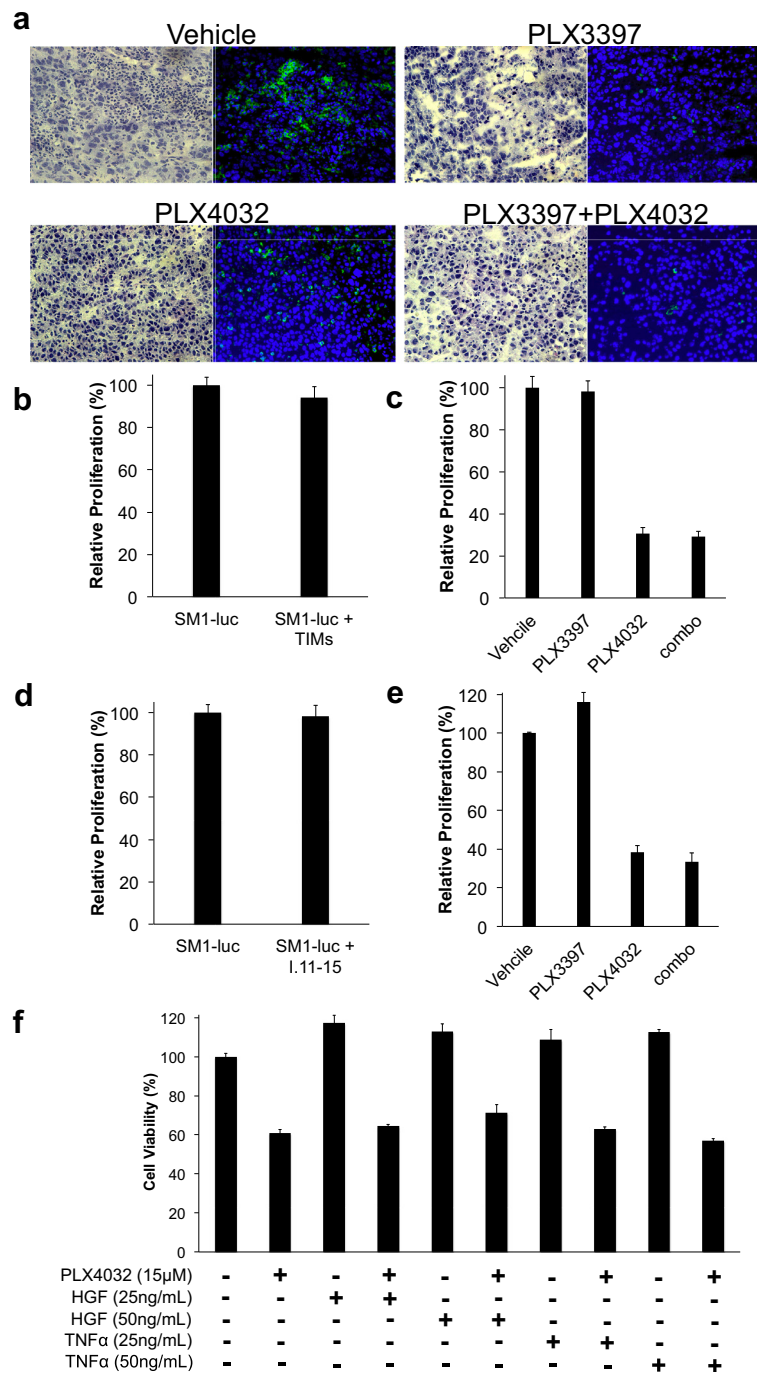 a
Vehicle
PLX3397
PLX4032
PLX3397+PLX4032
b
Relative Proliferation (%)
100
80
60
40
20
0
SM1-luc
SM1-luc +
TIMs
c
Relative Proliferation (%)
100
80
60
40
20
0
Vehcile
PLX3397
PLX4032
combo
d
Relative Proliferation (%)
100
80
60
40
20
0
SM1-luc
SM1-luc +
I.11-15
e
Relative Proliferation (%)
120
100
80
60
40
20
0
Vehcile
PLX3397
PLX4032
combo
f
Cell Viability (%)
120
100
80
60
40
20
0
PLX4032 (15μM) - + - + - + - + - +
HGF (25ng/mL) - - + + - - - - - -
HGF (50ng/mL) - - - - + + - - - -
TNFα (25ng/mL) - - - - - - + + - -
TNFα (50ng/mL) - - - - - - - - + +